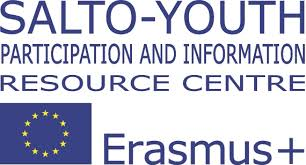 SALTO-YOUTH
PARTICIPATION AND INFORMATION
RESOURCE CENTRE
Erasmus+